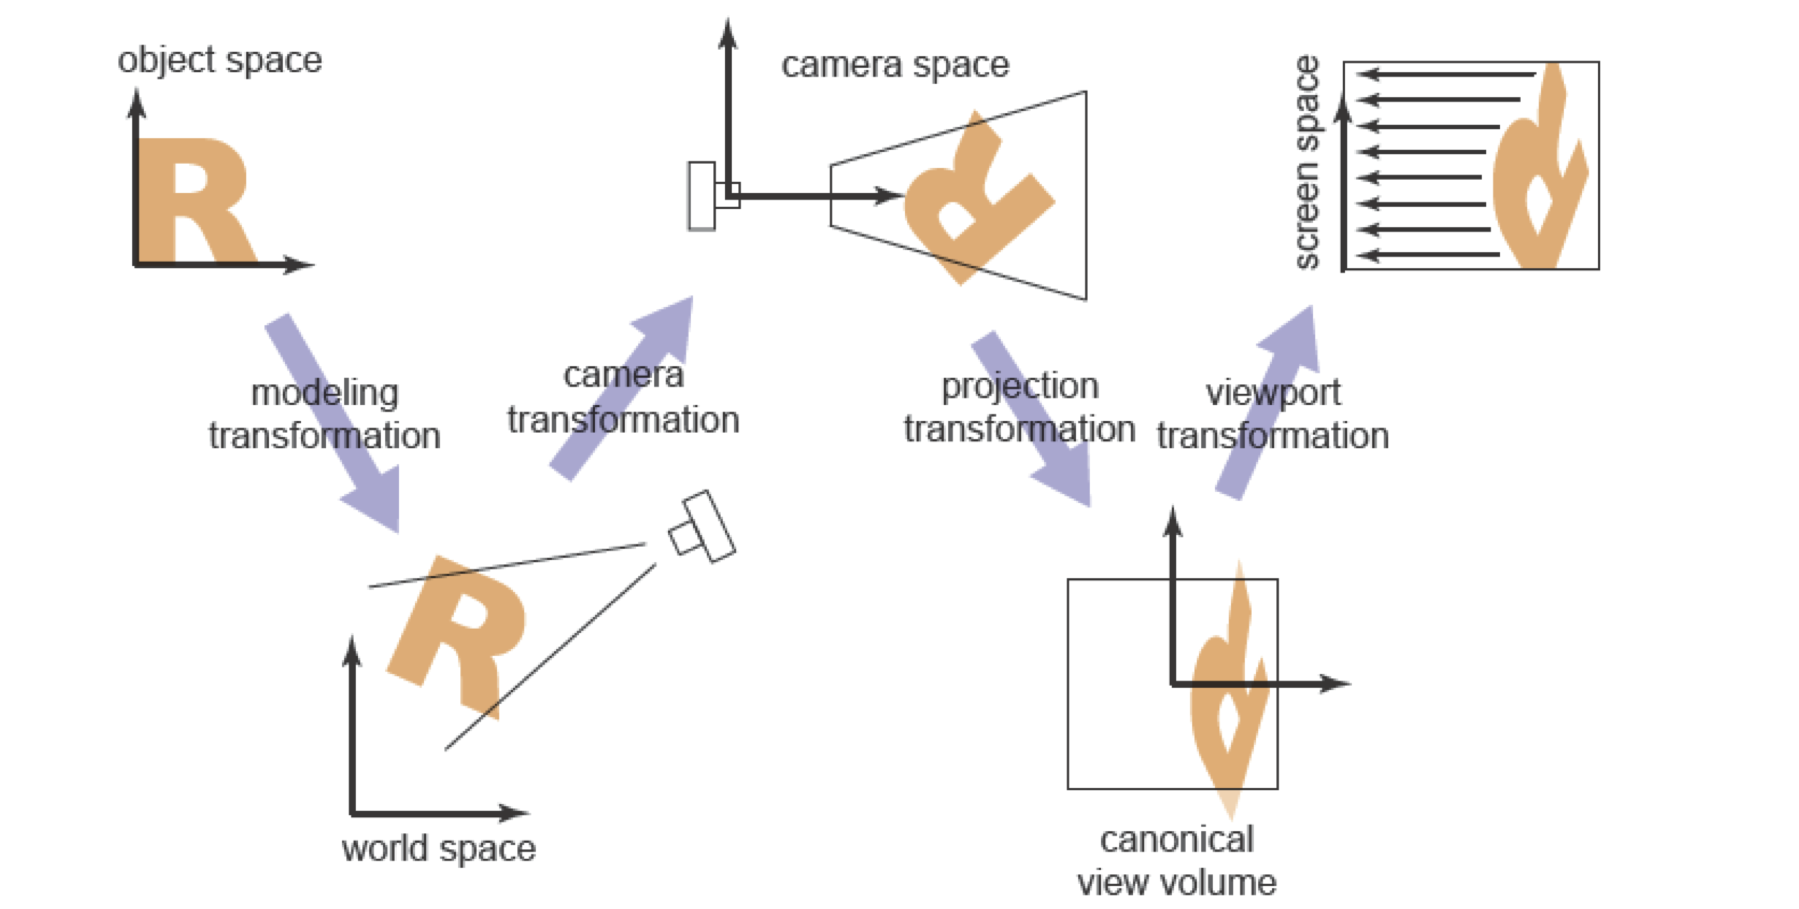 object space
R
modeling
transformation
R
world space
camera
transformation
camera space
R
projection
transformation
R
canonical
view volume
viewport
transformation
screen space
R